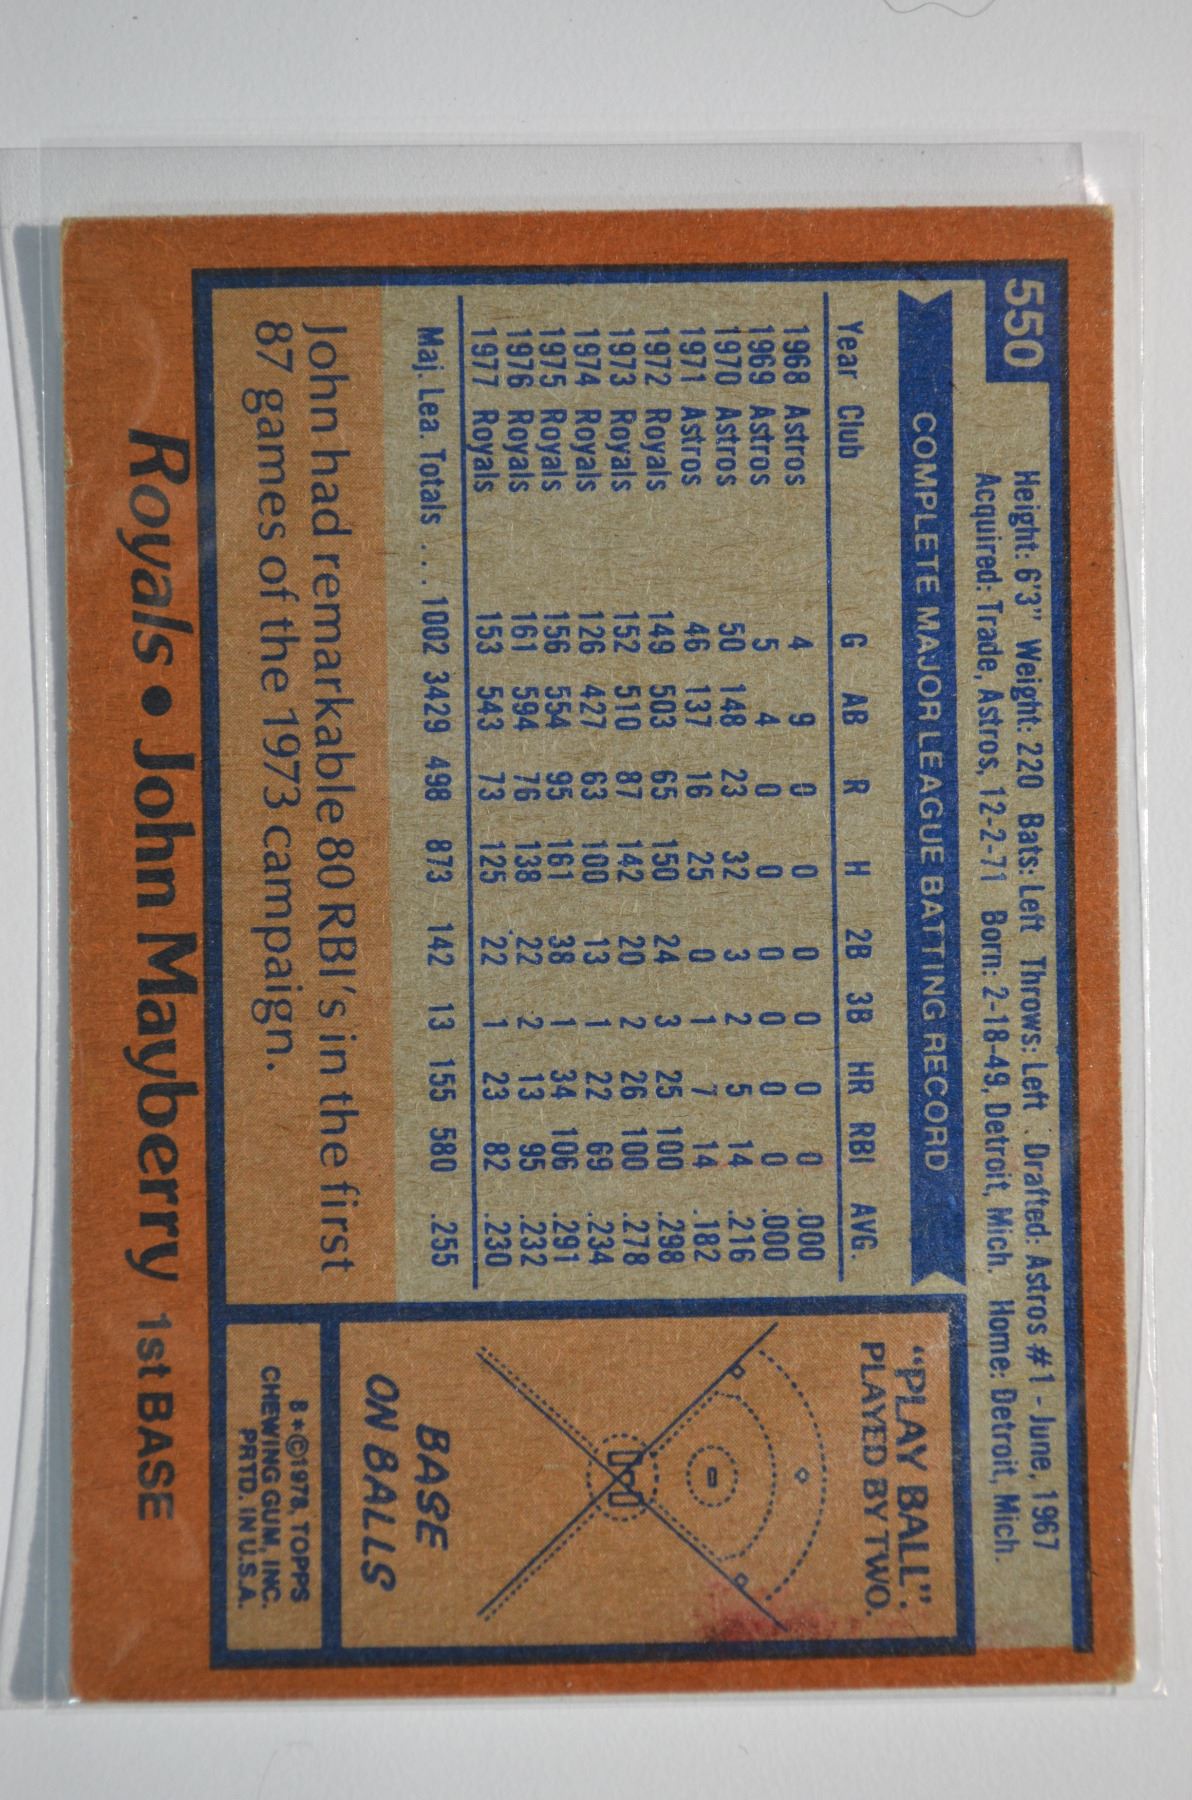 550
Height: 6'3" Weight: 220 Bats: Left Throws: Left Drafted: Astros #1 - June, 1967
Acquired: Trade, Astros, 12-2-71 Born: 2-18-49, Detroit, Mich. Home: Detroit, Mich.
COMPLETE MAJOR LEAGUE BATTING RECORD
Year Club G AB R H 2B 3B HR RBI AVG.
1968 Astros 4 9 0 0 0 0 0 0 .000
1969 Astros 5 4 0 0 0 0 0 0 .000
1970 Astros 50 148 23 32 3 2 5 14 .216
1971 Astros 46 137 16 25 0 1 7 14 .182
1972 Royals 149 503 65 150 24 3 25 100 .298
1973 Royals 152 510 87 142 20 2 26 100 .278
1974 Royals 126 427 63 100 13 1 22 69 .234
1975 Royals 156 554 95 161 38 1 34 106 .291
1976 Royals 161 594 76 138 22 2 13 95 .232
1977 Royals 153 543 73 125 22 1 23 82 .230
Maj. Lea. Totals ... 1002 3429 498 873 142 13 155 580 .255
John had remarkable 80 RBI's in the first
87 games of the 1973 campaign.
"PLAY BALL":
PLAYED BY TWO.
BASE
ON BALLS
8*©1978, TOPPS
CHEWING GUM, INC.
PRTD. IN U.S.A.
Royals • John Mayberry 1st BASE